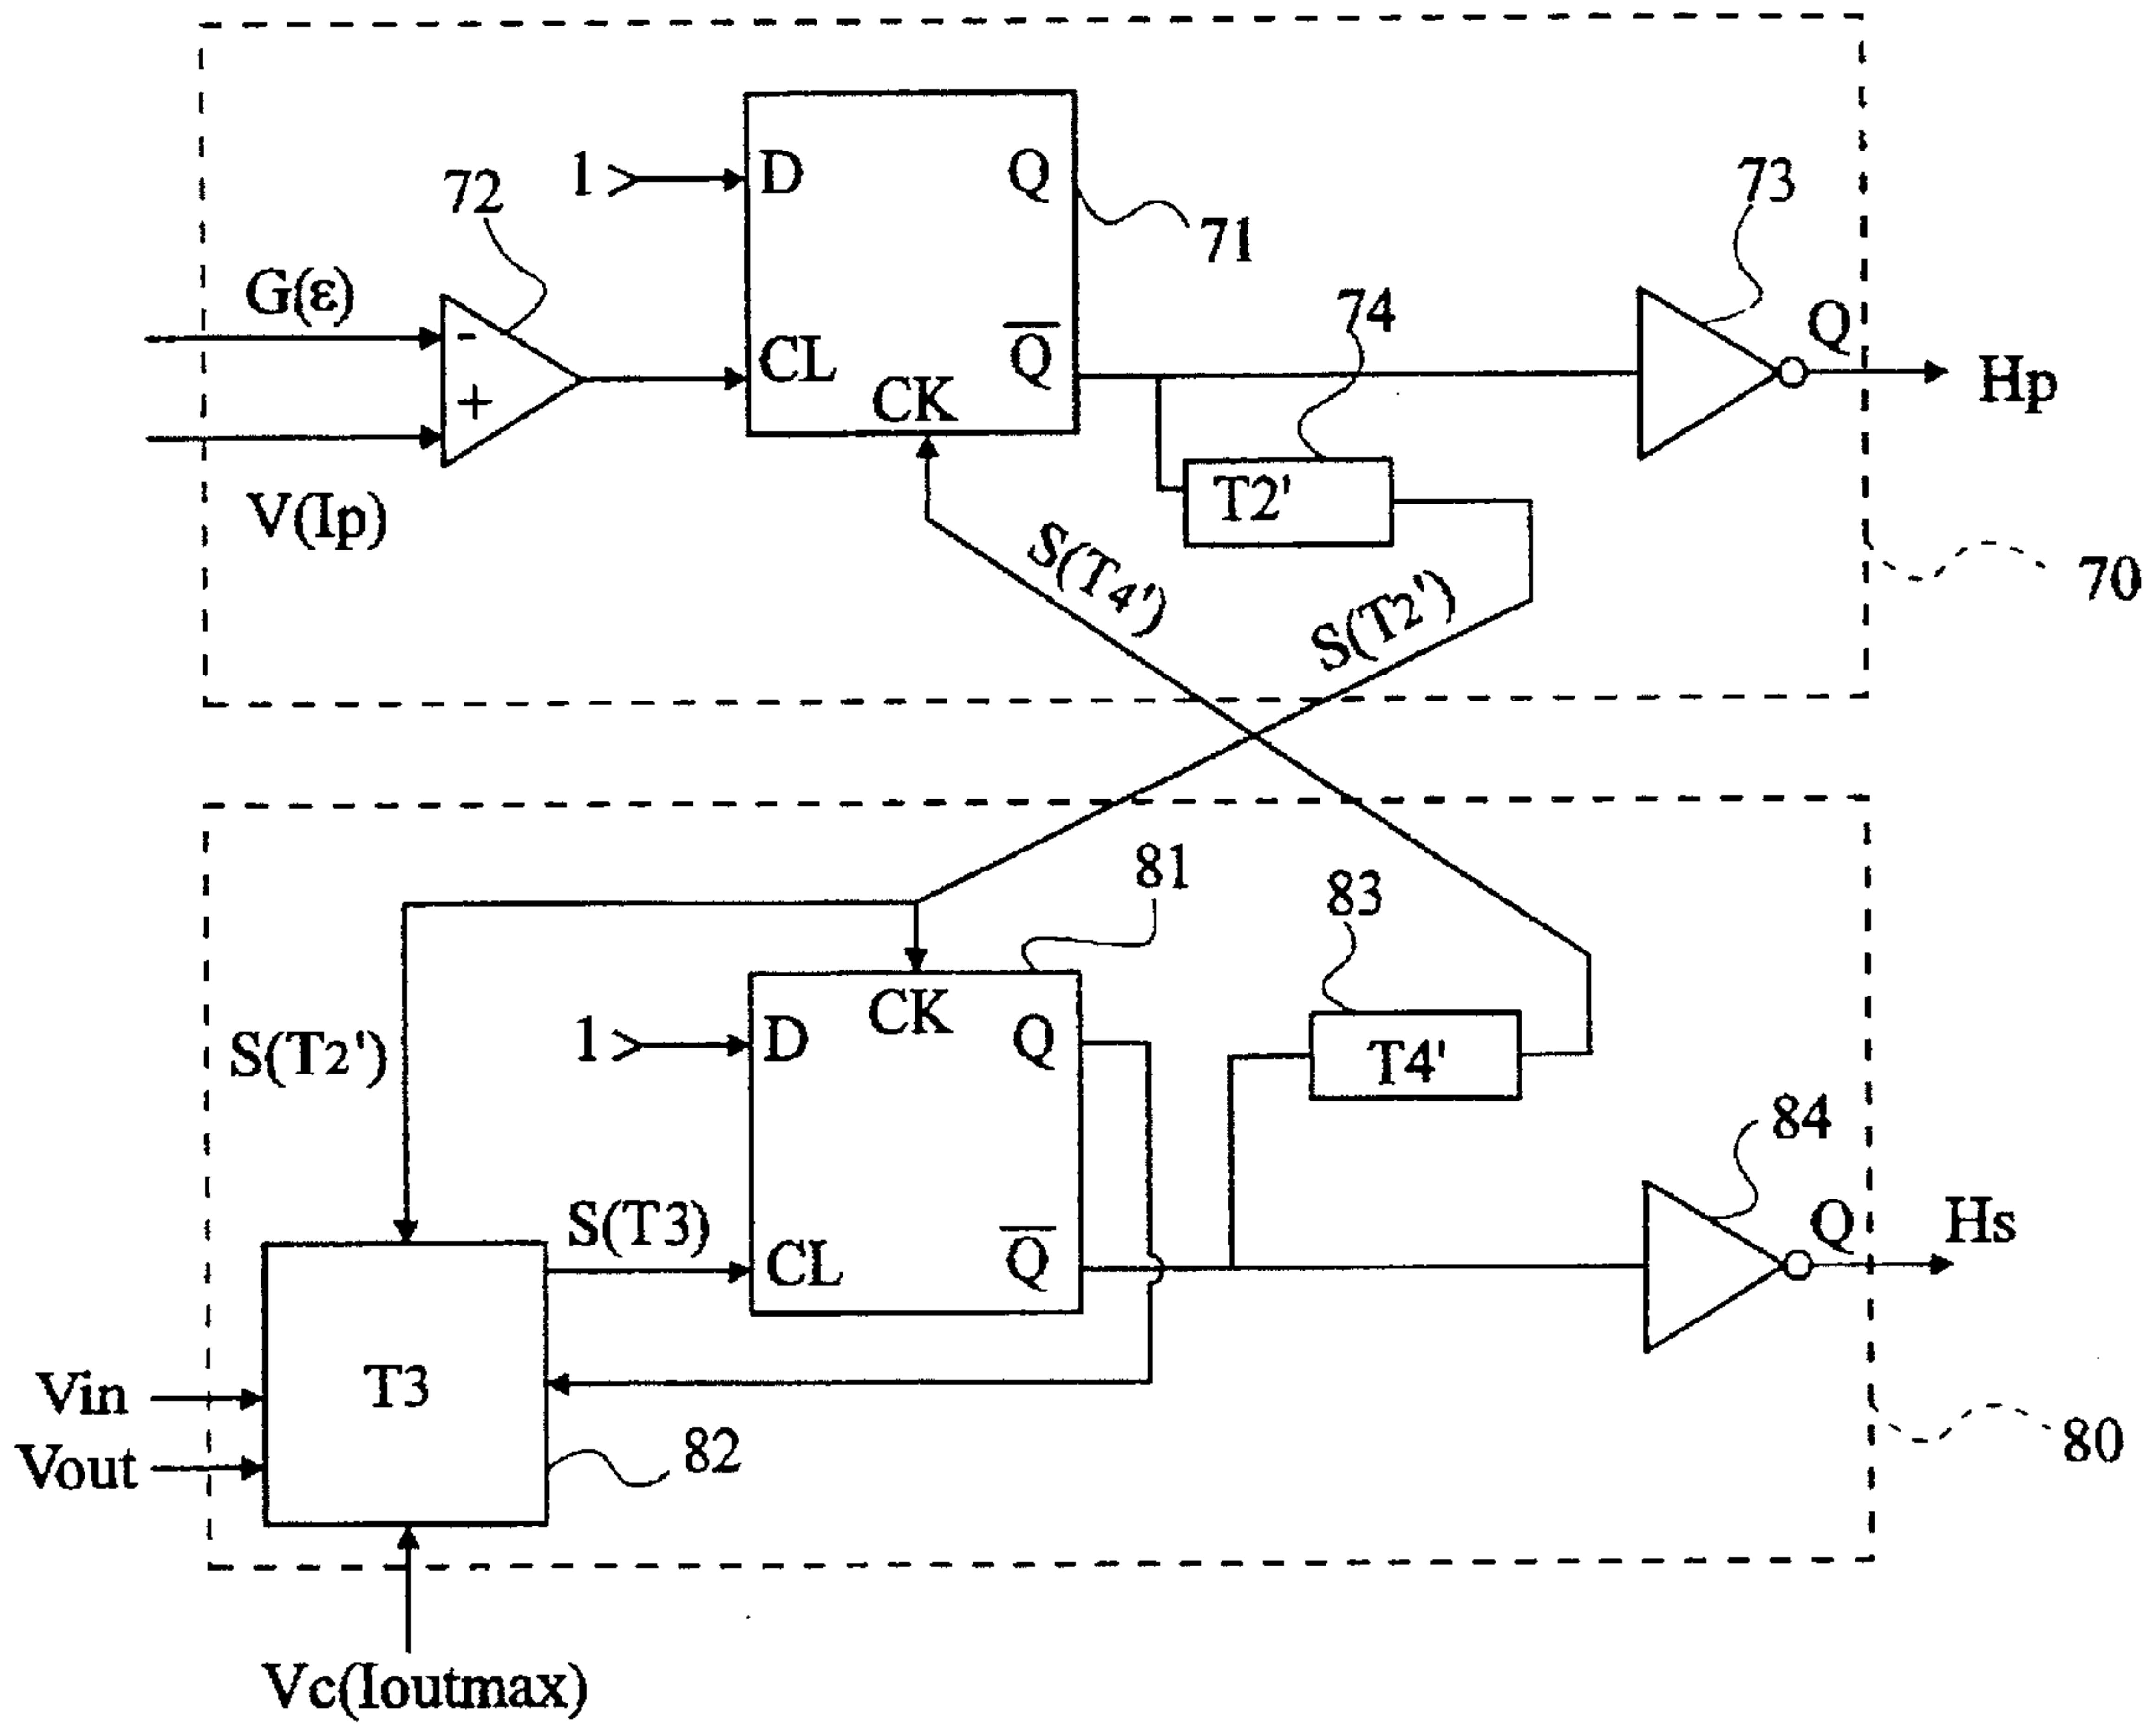 1
D
Q
71
72
73
G(ε)
-
+
CL
CK
Q
74
Q
Hp
T2'
V(Ip)
S(T4')
S(T2')
70
81
83
1
D
CK
Q
T4'
S(T2')
84
S(T3)
CL
Q
Q
Hs
T3
Vin
Vout
82
80
Vc(Ioutmax)